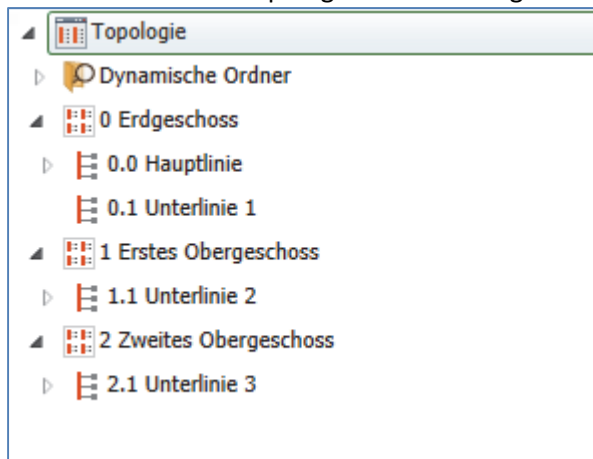 Topologie
Dynamische Ordner
0 Erdgeschoss
0.0 Hauptlinie
0.1 Unterlinie 1
1 Erstes Obergeschoss
1.1 Unterlinie 2
2 Zweites Obergeschoss
2.1 Unterlinie 3